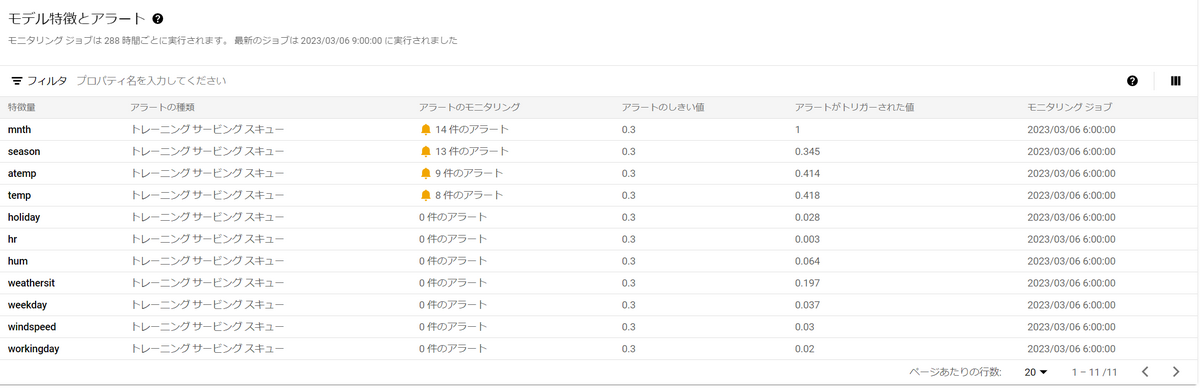 モデル特徴とアラート
モニタリング ジョブは 288 時間ごとに実行されます。 最新のジョブは 2023/03/06 9:00:00 に実行されました
フィルタ プロパティ名を入力してください
特徴量 アラートの種類 アラートのモニタリング アラートのしきい値 アラートがトリガーされた値 モニタリング ジョブ
mnth トレーニング サービング スキュー 14 件のアラート 0.3 1 2023/03/06 6:00:00
season トレーニング サービング スキュー 13 件のアラート 0.3 0.345 2023/03/06 6:00:00
atemp トレーニング サービング スキュー 9 件のアラート 0.3 0.414 2023/03/06 6:00:00
temp トレーニング サービング スキュー 8 件のアラート 0.3 0.418 2023/03/06 6:00:00
holiday トレーニング サービング スキュー 0 件のアラート 0.3 0.028 2023/03/06 6:00:00
hr トレーニング サービング スキュー 0 件のアラート 0.3 0.003 2023/03/06 6:00:00
hum トレーニング サービング スキュー 0 件のアラート 0.3 0.064 2023/03/06 6:00:00
weathersit トレーニング サービング スキュー 0 件のアラート 0.3 0.197 2023/03/06 6:00:00
weekday トレーニング サービング スキュー 0 件のアラート 0.3 0.037 2023/03/06 6:00:00
windspeed トレーニング サービング スキュー 0 件のアラート 0.3 0.03 2023/03/06 6:00:00
workingday トレーニング サービング スキュー 0 件のアラート 0.3 0.02 2023/03/06 6:00:00
ページあたりの行数: 20 1 – 11 /11